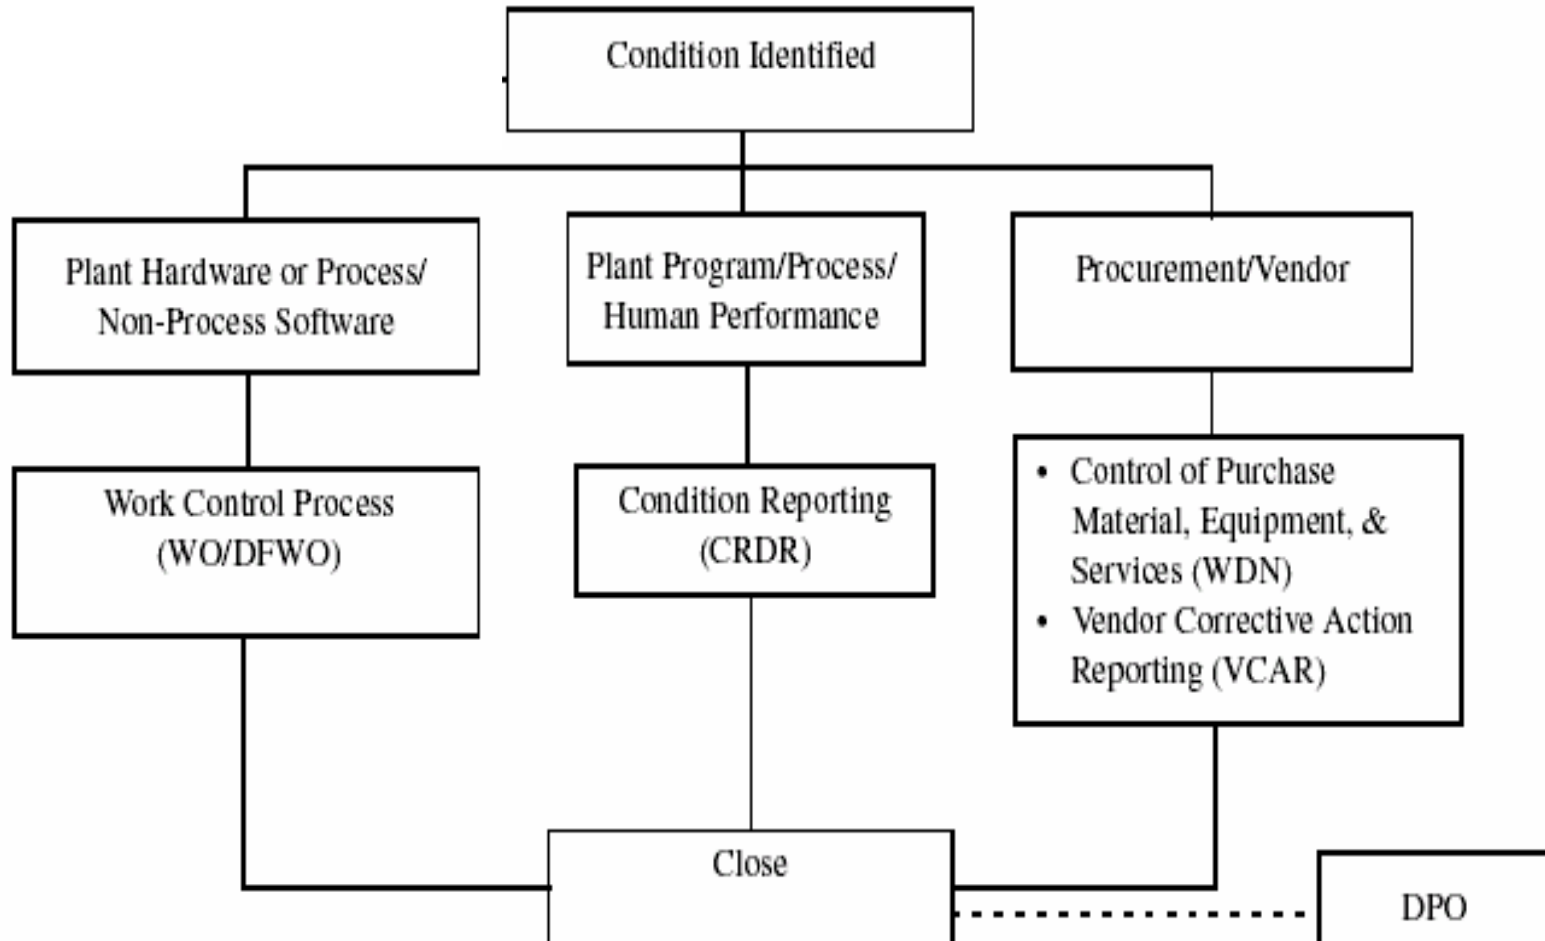 Condition Identified
Plant Hardware or Process/
Non-Process Software
Plant Program/Process/
Human Performance
Procurement/Vendor
Work Control Process
(WO/DFWO)
Condition Reporting
(CRDR)
• Control of Purchase
Material, Equipment, &
Services (WDN)
• Vendor Corrective Action
Reporting (VCAR)
Close
DPO